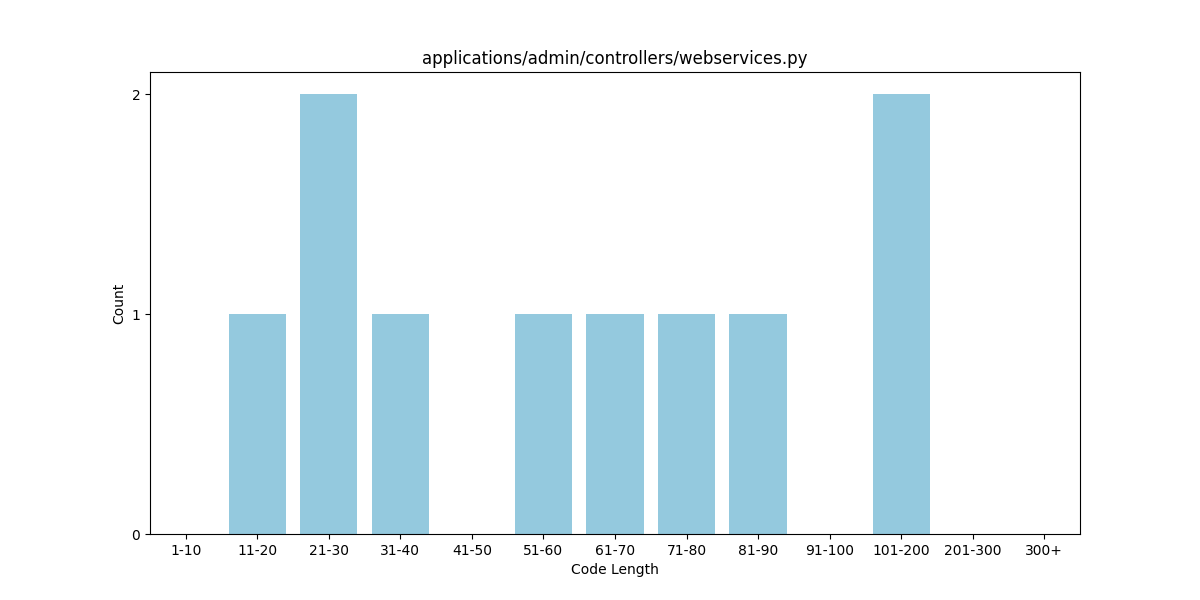 applications/admin/controllers/webservices.py
2
1
0
Count
1-10 11-20 21-30 31-40 41-50 51-60 61-70 71-80 81-90 91-100 101-200 201-300 300+
Code Length